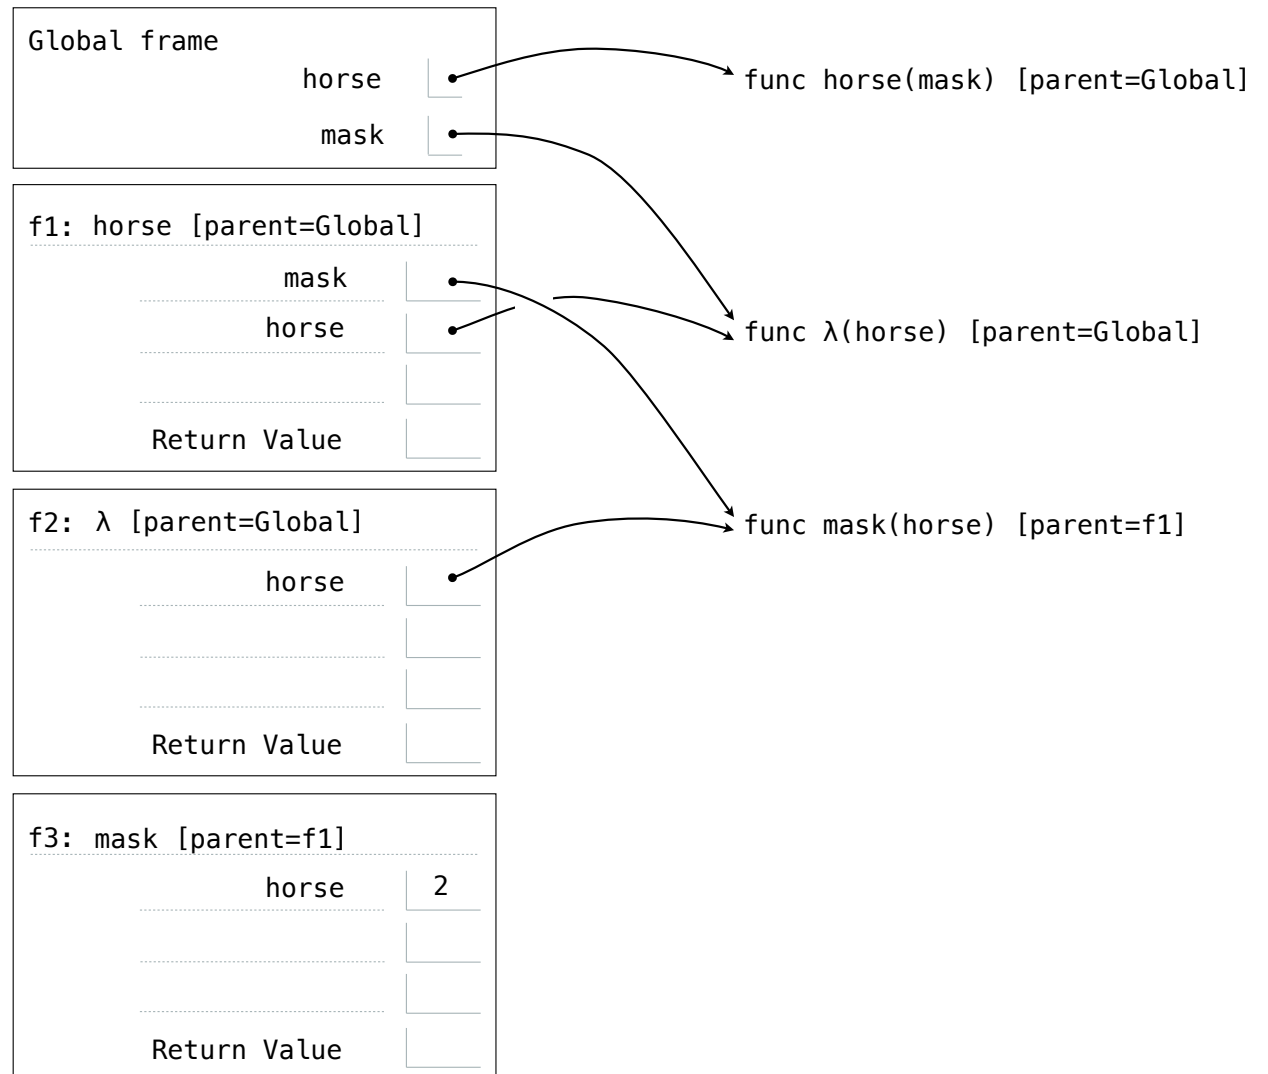 Global frame
horse
func horse(mask) [parent=Global]
mask
f1: horse [parent=Global]
mask
horse
func λ(horse) [parent=Global]
Return Value
f2: λ [parent=Global]
func mask(horse) [parent=f1]
horse
Return Value
f3: mask [parent=f1]
horse 2
Return Value